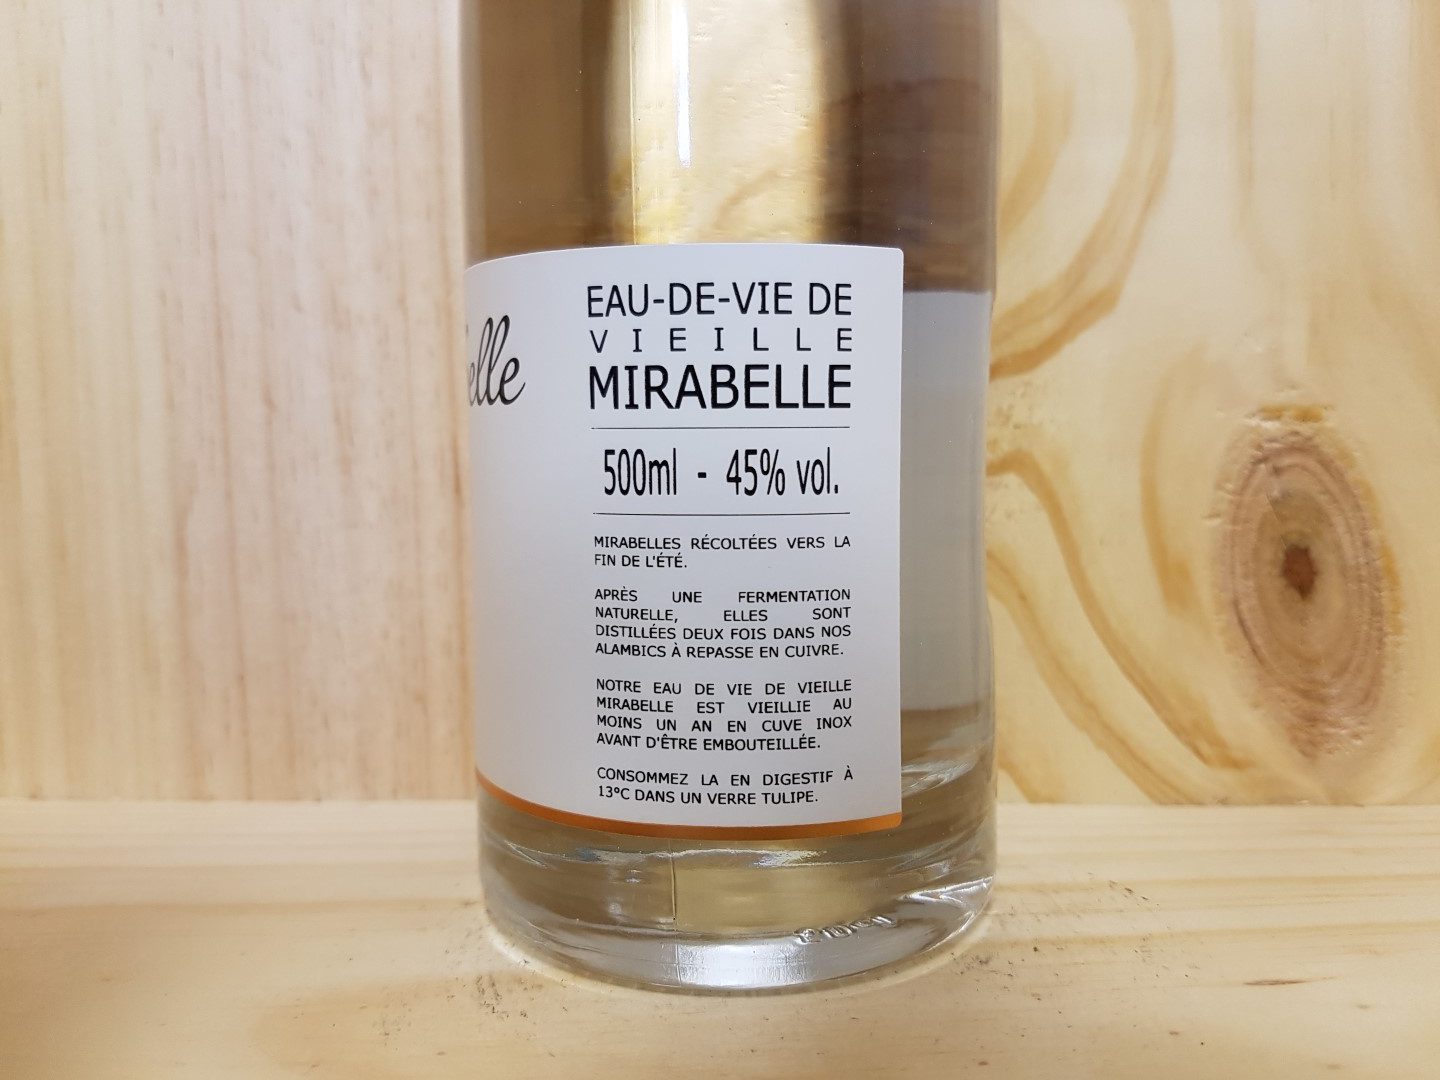 elle
EAU-DE-VIE DE
VIEILLE
MIRABELLE
500ml - 45% vol.
MIRABELLES RÉCOLTÉES VERS LA
FIN DE L'ÉTÉ.
APRÈS UNE FERMENTATION
NATURELLE, ELLES SONT
DISTILLÉES DEUX FOIS DANS NOS
ALAMBICS À REPASSE EN CUIVRE.
NOTRE EAU DE VIE DE VIEILLE
MIRABELLE EST VIEILLIE AU
MOINS UN AN EN CUVE INOX
AVANT D'ÊTRE EMBOUTEILLÉE.
CONSOMMEZ LA EN DIGESTIF À
13°C DANS UN VERRE TULIPE.